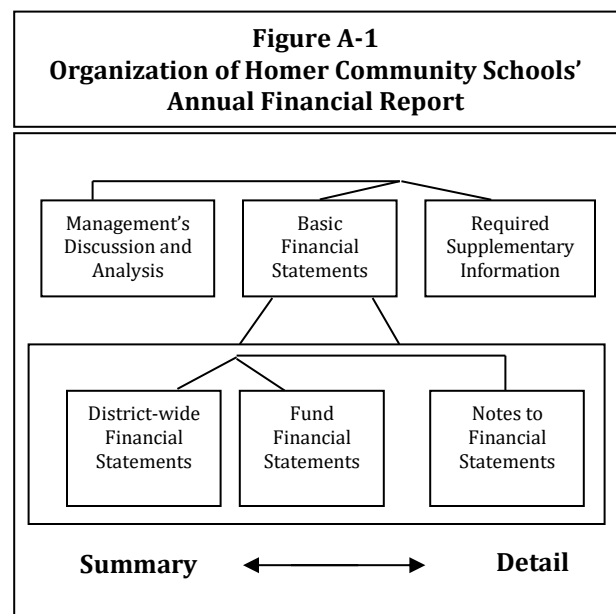 Figure A-1
Organization of Homer Community Schools’
Annual Financial Report
Management’s
Discussion and
Analysis
Basic
Financial
Statements
Required
Supplementary
Information
District-wide
Financial
Statements
Fund
Financial
Statements
Notes to
Financial
Statements
Summary
Detail